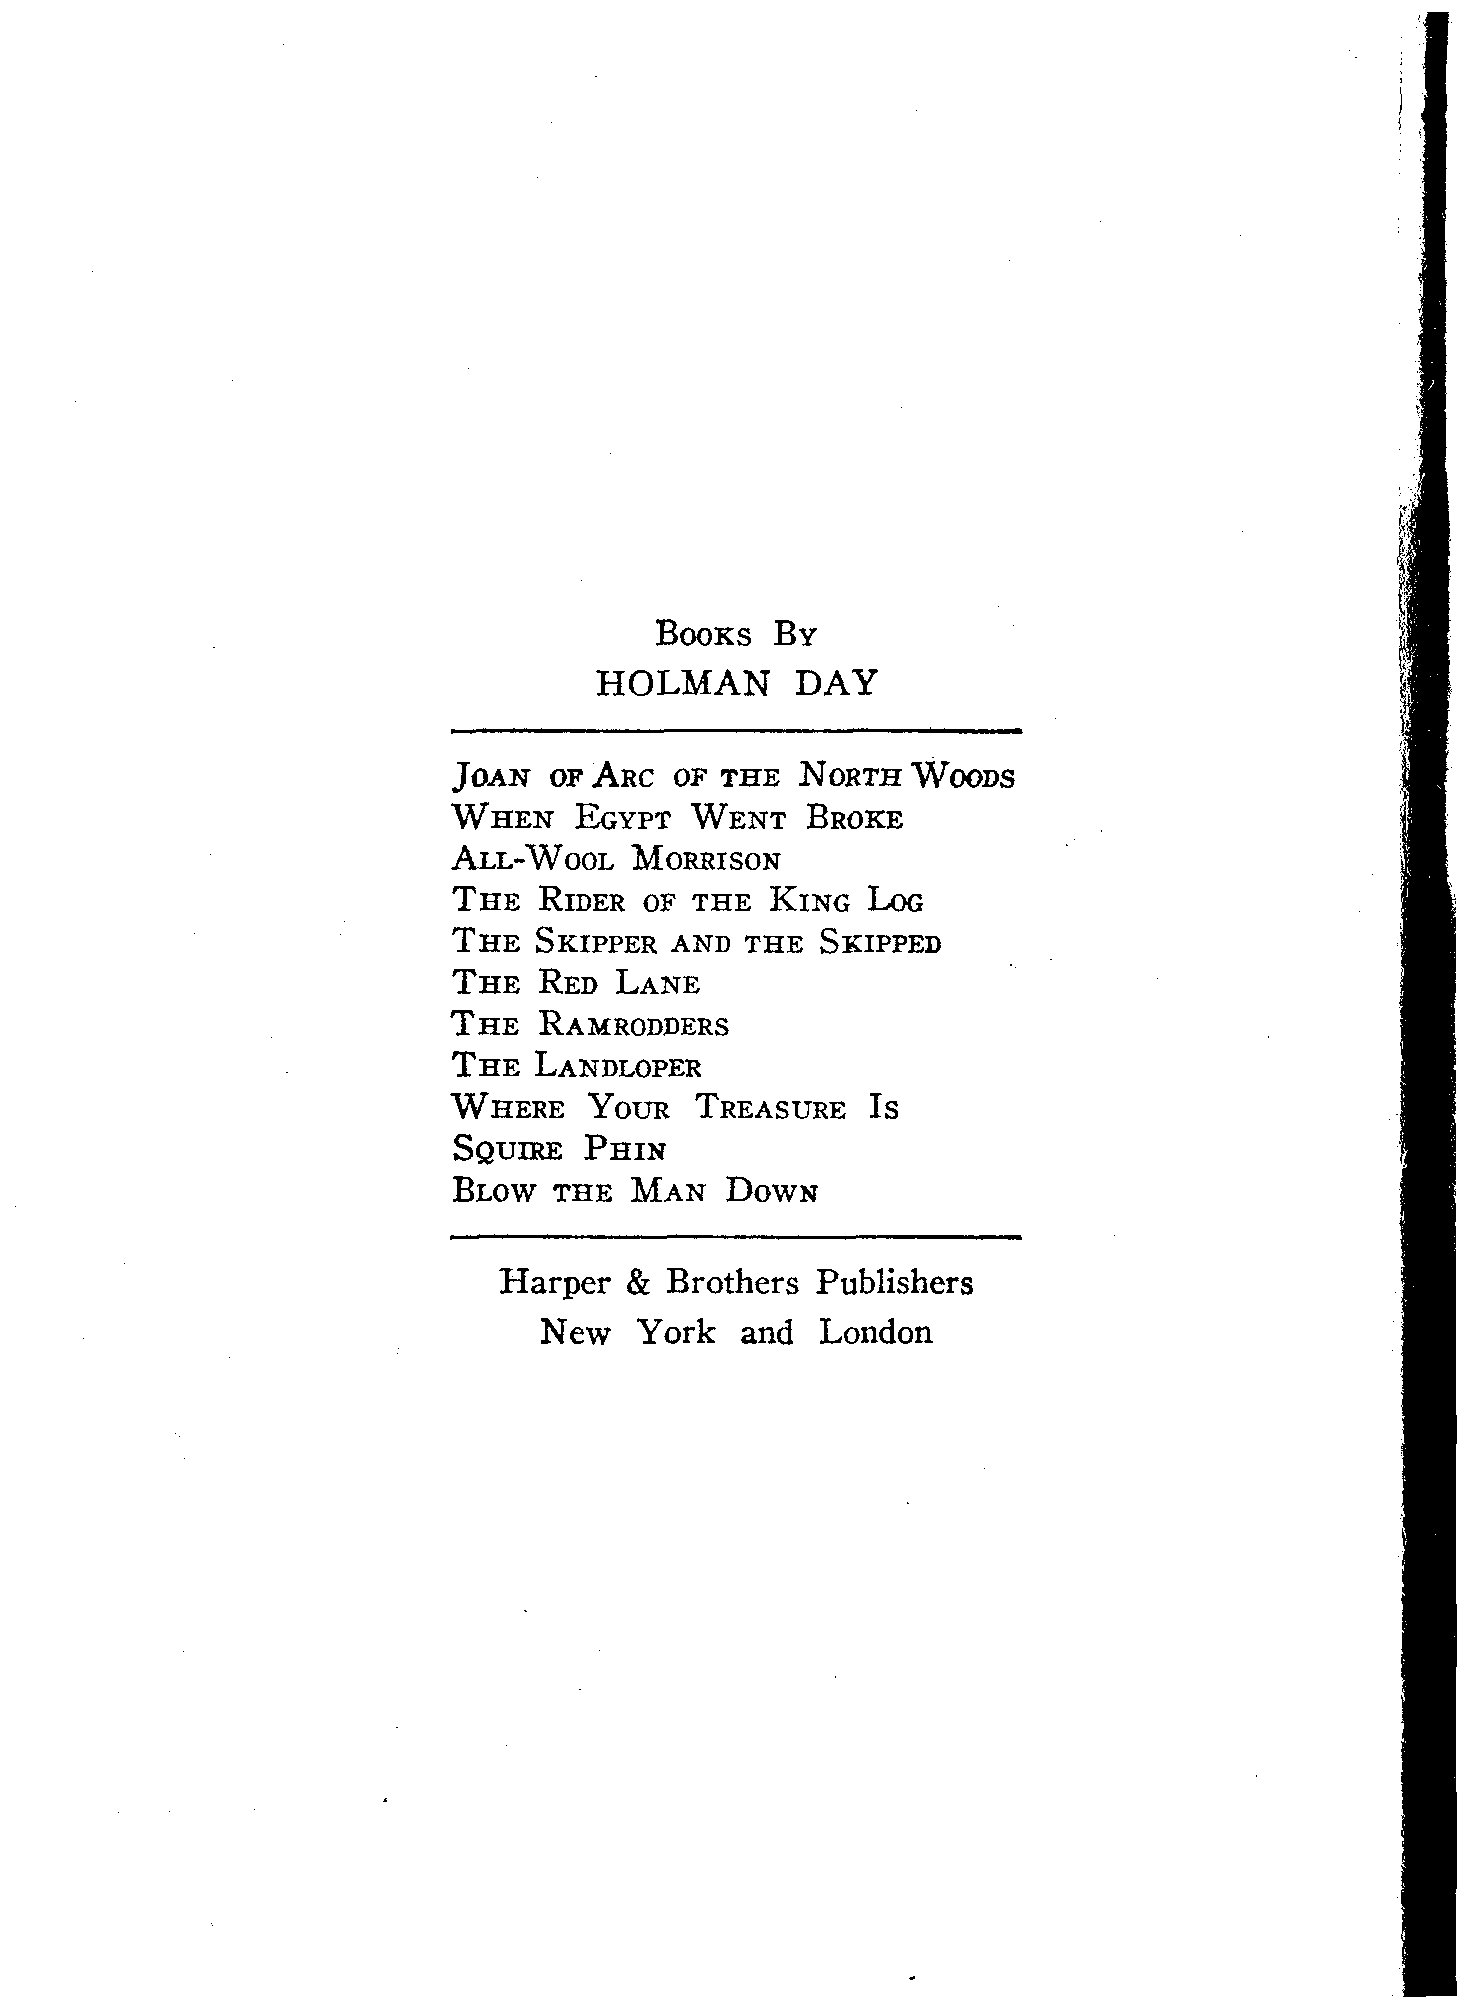 Books By
HOLMAN DAY
Joan of Arc of the North Woods
When Egypt Went Broke
All-Wool Morrison
The Rider of the King Log
The Skipper and the Skipped
The Red Lane
The Ramrodders
The Landloper
Where Your Treasure Is
Squire Phin
Blow the Man Down
Harper & Brothers Publishers
New York and London